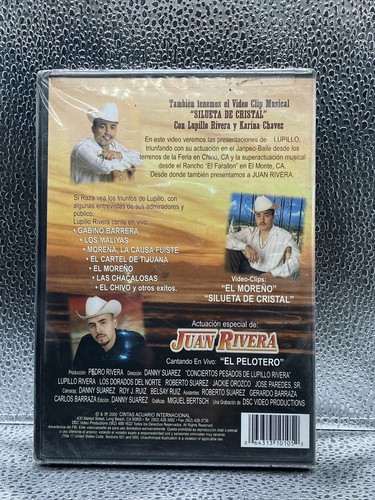 También tenemos el Video Clip Musical
"SILUETA DE CRISTAL"
Con Lupillo Rivera y Karina Chavez
En este video veremos las presentaciones de LUPILLO,
triunfando con su actuación en el Jaripeo-Baile desde los
terrenos de la Feria en Chino, CA y la superactuacion musical
desde el Rancho "El Farallon" en El Monte, CA.
Desde donde también presentamos a JUAN RIVERA.
Si Raza vea los triunfos de Lupillo, con
algunas entrevistas de sus admiradores y
público.
Lupillo Rivera canta en vivo:
• GABINO BARRERA
• LOS MALIYAS
• MORENA, LA CAUSA FUISTE
• EL CARTEL DE TIJUANA
• EL MOREÑO
• LAS CHACALOSAS
• EL CHIVO y otros exitos.
Video-Clips:
"EL MOREÑO"
"SILUETA DE CRISTAL"
Actuación especial de:
JUAN RIVERA
Cantando En Vivo: "EL PELOTERO"
Producción: PEDRO RIVERA Dirección: DANNY SUAREZ "CONCIERTOS PESADOS DE LUPILLO RIVERA"
LUPILLO RIVERA LOS DORADOS DEL NORTE ROBERTO SUAREZ JACKIE OROZCO JOSE PAREDES, SR.
Cámaras: DANNY SUAREZ ROY J. RUIZ BELSAY RUIZ Asistentes: ROBERTO SUAREZ GERARDO BARRAZA
CARLOS BARRAZA Edición: DANNY SUAREZ Gráficas: MIGUEL BERTSCH Una Grabación de: DSC VIDEO PRODUCTIONS
© & ℗ 2000 CINTAS ACUARIO INTERNACIONAL
DSC Video Productions